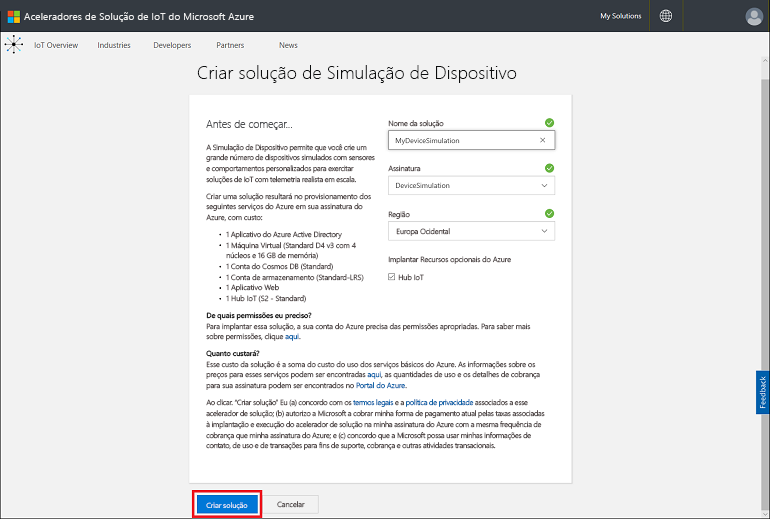 Aceleradores de Solução de IoT do Microsoft Azure
My Solutions
IoT Overview
Industries
Developers
Partners
News
Criar solução de Simulação de Dispositivo
Antes de começar...
A Simulação de Dispositivo permite que você crie um
grande número de dispositivos simulados com sensores
e comportamentos personalizados para exercitar
soluções de IoT com telemetria realista em escala.
Criar uma solução resultará no provisionamento dos
seguintes serviços do Azure em sua assinatura do
Azure, com custo:
• 1 Aplicativo do Azure Active Directory
• 1 Máquina Virtual (Standard D4 v3 com 4
núcleos e 16 GB de memória)
• 1 Conta do Cosmos DB (Standard)
• 1 Conta de armazenamento (Standard-LRS)
• 1 Aplicativo Web
• 1 Hub IoT (S2 - Standard)
Nome da solução
MyDeviceSimulation
Assinatura
DeviceSimulation
Região
Europa Ocidental
Implantar Recursos opcionais do Azure
Hub IoT
De quais permissões eu preciso?
Para implantar essa solução, a sua conta do Azure precisa das permissões apropriadas. Para saber mais
sobre permissões, clique aqui.
Quanto custará?
Esse custo da solução é a soma do custo do uso dos serviços básicos do Azure. As informações sobre os
preços para esses serviços podem ser encontradas aqui, as quantidades de uso e os detalhes de cobrança
para sua assinatura podem ser encontrados no Portal do Azure.
Ao clicar. "Criar solução" Eu (a) concordo com os termos legais e a política de privacidade associados a esse
acelerador de solução; (b) autorizo a Microsoft a cobrar minha forma de pagamento atual pelas taxas associadas
à implantação e execução do acelerador de solução na minha assinatura do Azure com a mesma frequência de
cobrança que minha assinatura do Azure; e (c) concordo que a Microsoft possa usar minhas informações de
contato, de uso e de transações para fins de suporte, cobrança e outras atividades transacionais.
Feedback
Criar solução
Cancelar